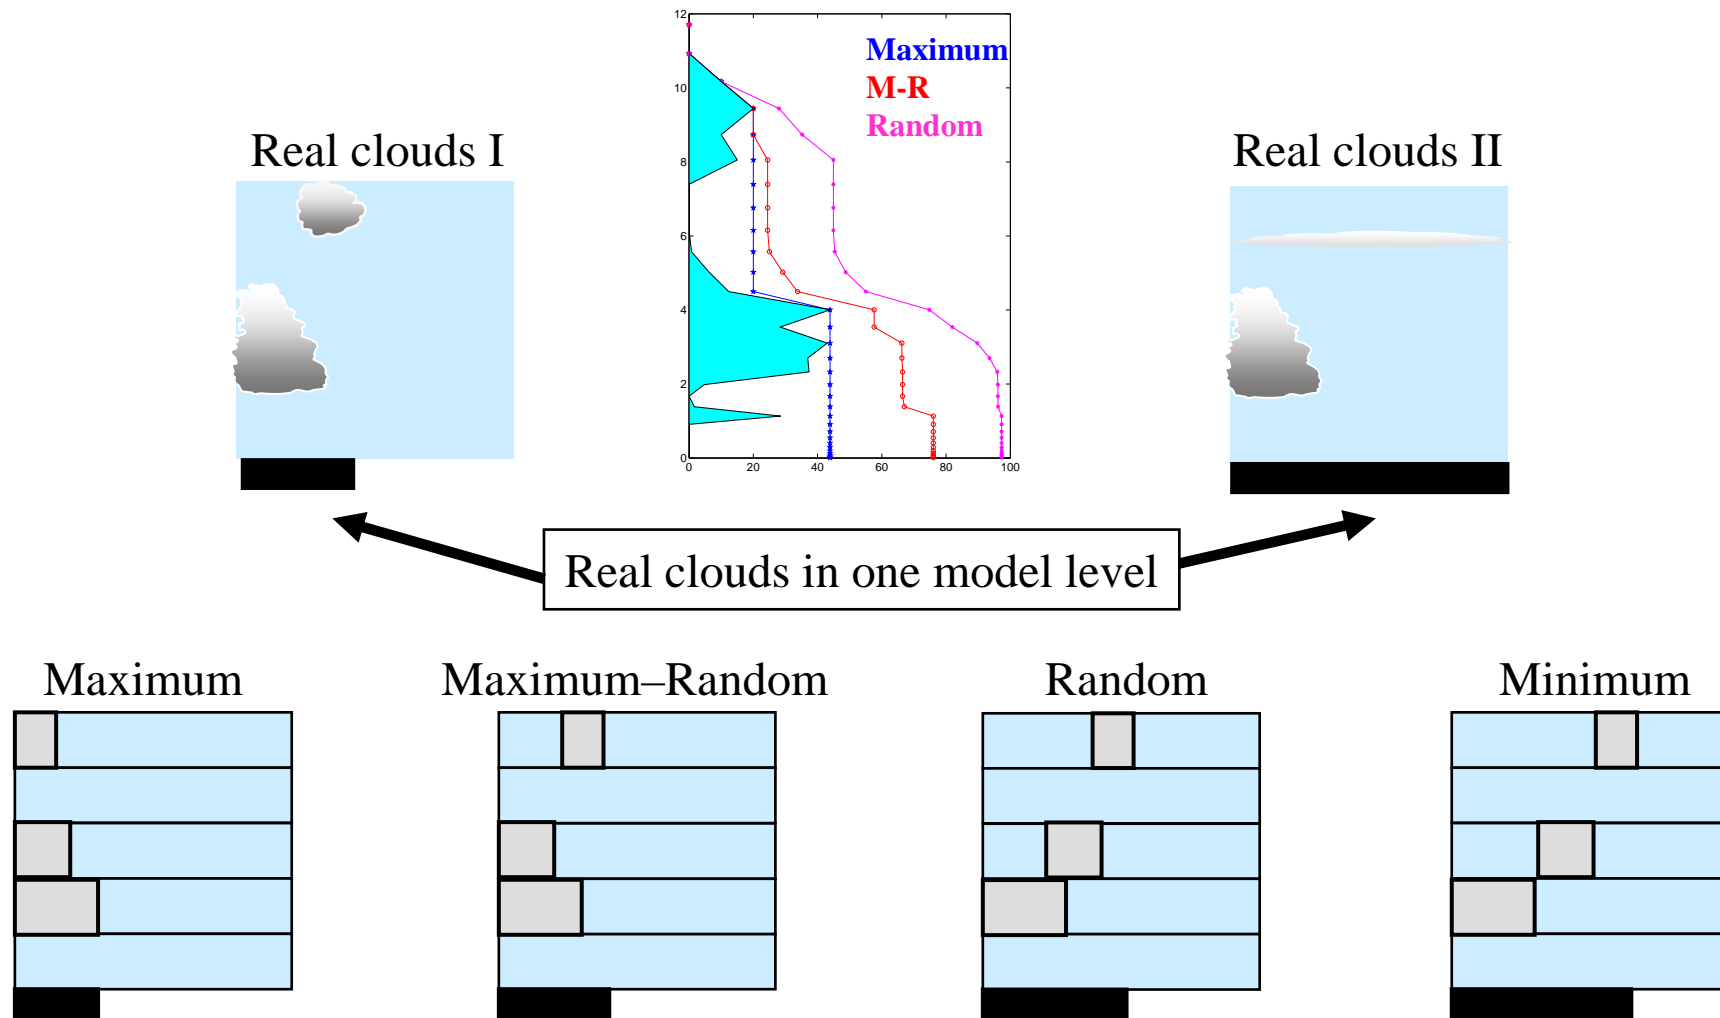 12
10
8
6
4
2
0
0 20 40 60 80 100
Maximum
M-R
Random
Real clouds I
Real clouds II
Real clouds in one model level
Maximum
Maximum–Random
Random
Minimum